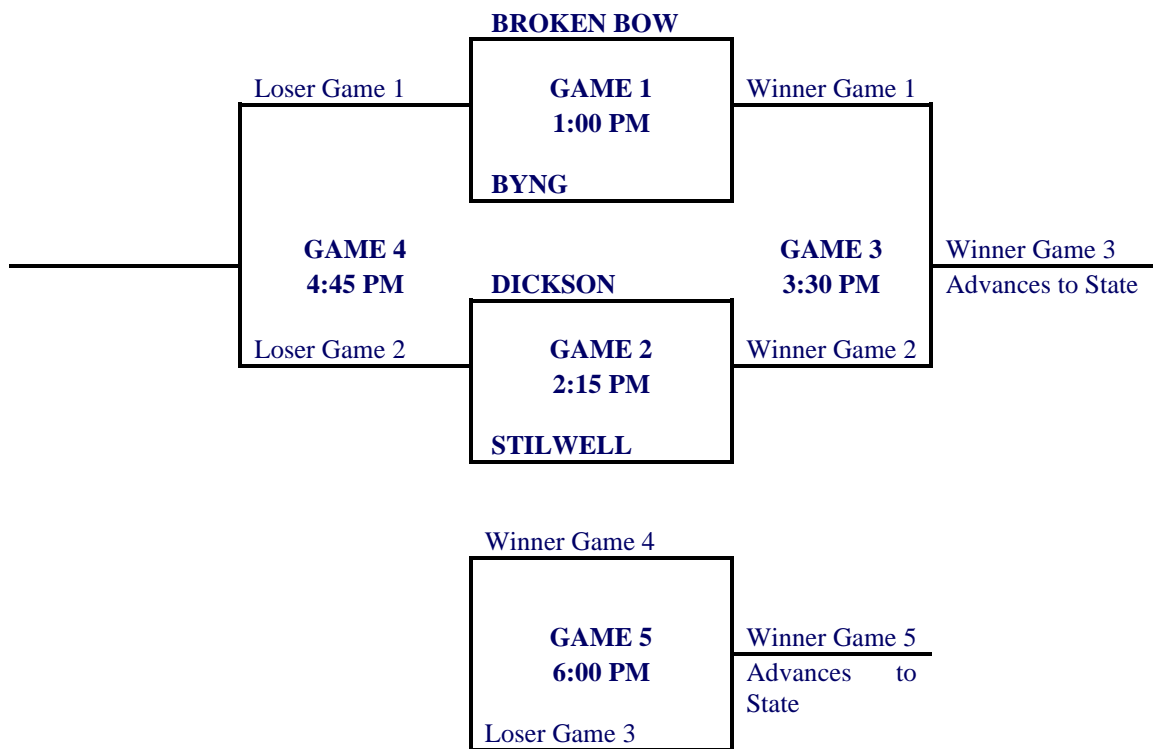 BROKEN BOW
Loser Game 1
GAME 1
1:00 PM
Winner Game 1
BYNG
GAME 4
4:45 PM
GAME 3
3:30 PM
Winner Game 3
Advances to State
DICKSON
Loser Game 2
GAME 2
2:15 PM
Winner Game 2
STILWELL
Winner Game 4
GAME 5
6:00 PM
Winner Game 5
Advances to
State
Loser Game 3